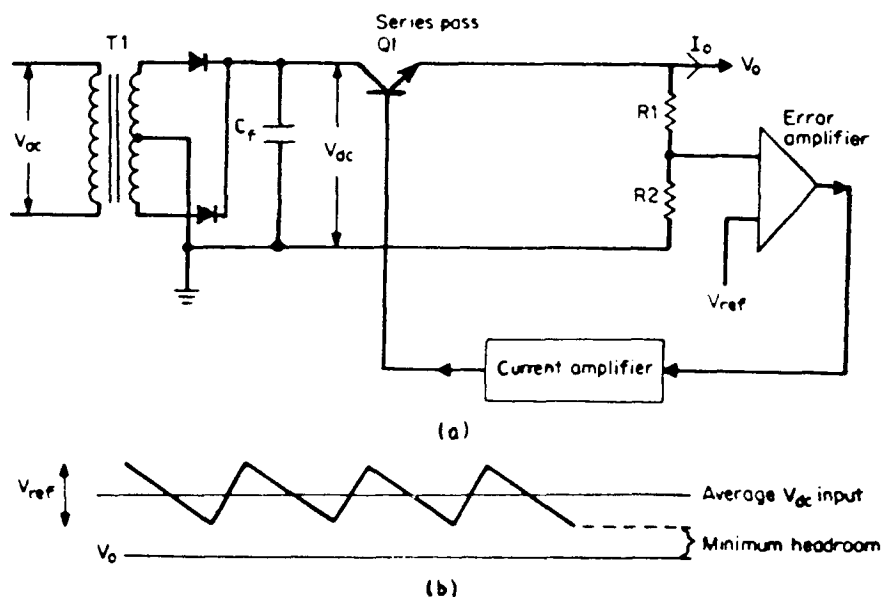 Series pass
Q1
T1
Io
Vo
R1
Error
amplifier
Vac
Cf
Vdc
R2
Vref
Current amplifier
(a)
Vref
Average Vdc input
Minimum headroom
Vo
(b)